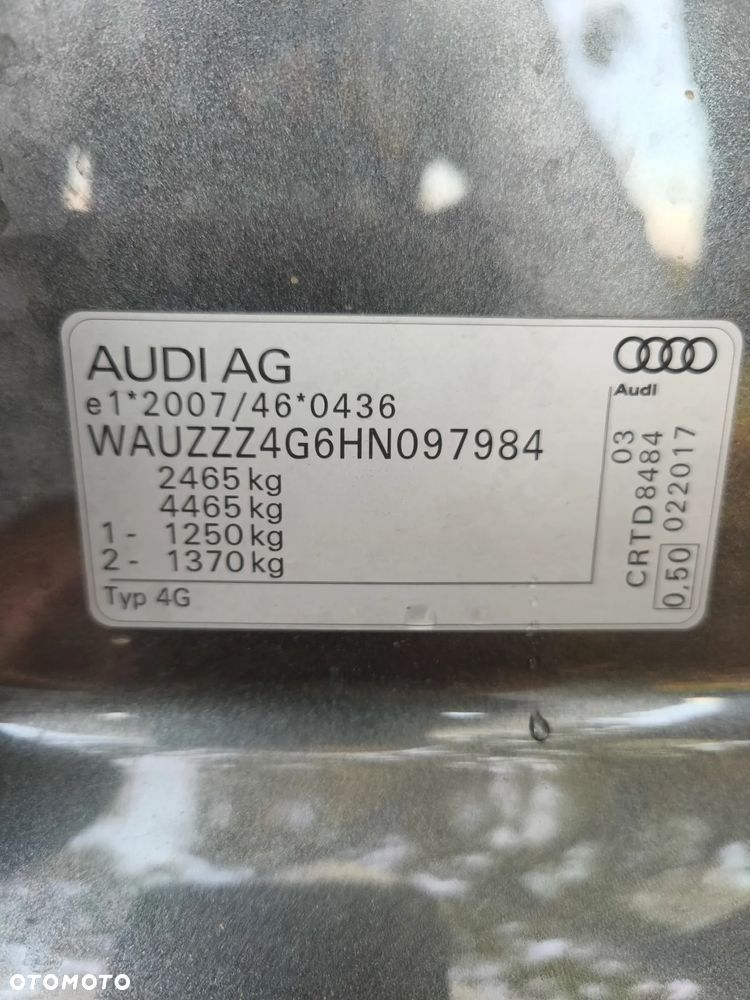 AUDI AG
e1*2007/46*0436
WAUZZZ4G6HN097984
2465 kg
4465 kg
1- 1250 kg
2- 1370 kg
Typ 4G
Audi
03
CRTD8484
0,50 022017
OTOMOTO